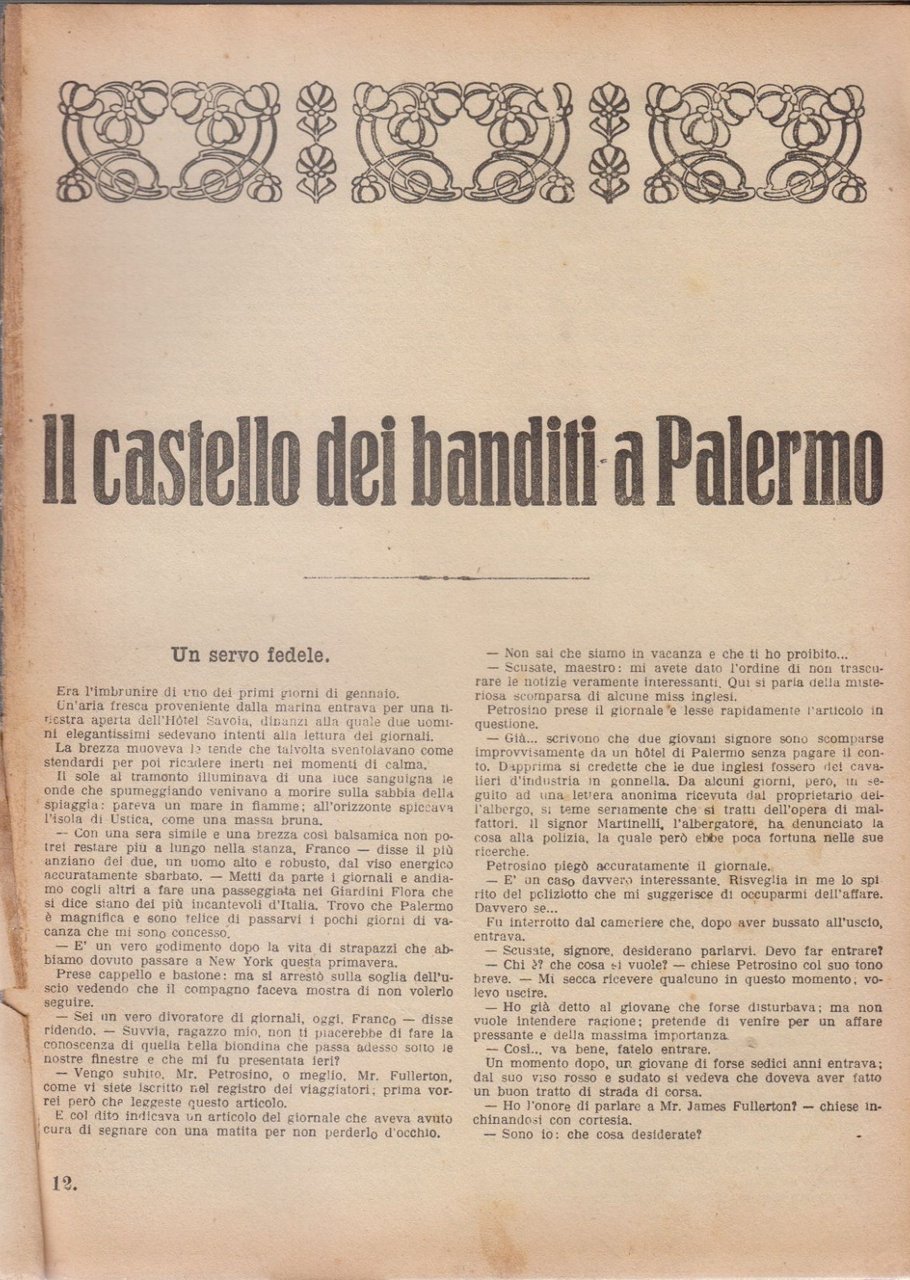 Il castello dei banditi a Palermo
Un servo fedele.
Era l'imbrunire di uno dei primi giorni di gennaio.
Un'aria fresca proveniente dalla marina entrava per una fi-
nestra aperta dell'Hôtel Savoia, dinanzi alla quale due uomi-
ni elegantissimi sedevano intenti alla lettura dei giornali.
La brezza muoveva le tende che talvolta sventolavano come
stendardi per poi ricadere inerti nei momenti di calma.
Il sole al tramonto illuminava di una luce sanguigna le
onde che spumeggiando venivano a morire sulla sabbia della
spiaggia: pareva un mare in fiamme; all'orizzonte spiccava
l'isola di Ustica, come una massa bruna.
— Con una sera simile e una brezza così balsamica non po-
trei restare più a lungo nella stanza, Franco — disse il più
anziano dei due, un uomo alto e robusto, dal viso energico
accuratamente sbarbato. — Metti da parte i giornali e andia-
mo cogli altri a fare una passeggiata nei Giardini Flora che
si dice siano dei più incantevoli d'Italia. Trovo che Palermo
è magnifica e sono felice di passarvi i pochi giorni di va-
canza che mi sono concesso.
— E' un vero godimento dopo la vita di strapazzi che ab-
biamo dovuto passare a New York questa primavera.
Prese cappello e bastone: ma si arrestò sulla soglia dell'u-
scio vedendo che il compagno faceva mostra di non volerlo
seguire.
— Sei un vero divoratore di giornali, oggi, Franco — disse
ridendo. — Suvvia, ragazzo mio, non ti piacerebbe di fare la
conoscenza di quella bella biondina che passa adesso sotto le
nostre finestre e che mi fu presentata ieri?
— Vengo subito, Mr. Petrosino, o meglio, Mr. Fullerton,
come vi siete iscritto nel registro dei viaggiatori; prima vor-
rei però che leggeste questo articolo.
E col dito indicava un articolo del giornale che aveva avuto
cura di segnare con una matita per non perderlo d'occhio.
12.
— Non sai che siamo in vacanza e che ti ho proibito...
— Scusate, maestro: mi avete dato l'ordine di non trascu-
rare le notizie veramente interessanti. Qui si parla della miste-
riosa scomparsa di alcune miss inglesi.
Petrosino prese il giornale e lesse rapidamente l'articolo in
questione.
— Già... scrivono che due giovani signore sono scomparse
improvvisamente da un hôtel di Palermo senza pagare il con-
to. Dapprima si credette che le due inglesi fossero dei cava-
lieri d'industria in gonnella. Da alcuni giorni, però, in se-
guito ad una lettera anonima ricevuta dal proprietario del-
l'albergo, si teme seriamente che si tratti dell'opera di mal-
fattori. Il signor Martinelli, l'albergatore, ha denunciato la
cosa alla polizia, la quale però ebbe poca fortuna nelle sue
ricerche.
Petrosino piegò accuratamente il giornale.
— E' un caso davvero interessante. Risveglia in me lo spi
rito del poliziotto che mi suggerisce di occuparmi dell'affare.
Davvero se...
Fu interrotto dal cameriere che, dopo aver bussato all'uscio,
entrava.
— Scusate, signore, desiderano parlarvi. Devo far entrare?
— Chi è? che cosa si vuole? — chiese Petrosino col suo tono
breve. — Mi secca ricevere qualcuno in questo momento; vo-
levo uscire.
— Ho già detto al giovane che forse disturbava; ma non
vuole intendere ragione; pretende di venire per un affare
pressante e della massima importanza
— Così... va bene, fatelo entrare.
Un momento dopo, un giovane di forse sedici anni entrava;
dal suo viso rosso e sudato si vedeva che doveva aver fatto
un buon tratto di strada di corsa.
— Ho l'onore di parlare a Mr. James Fullerton? — chiese in-
chinandosi con cortesia.
— Sono io: che cosa desiderate?